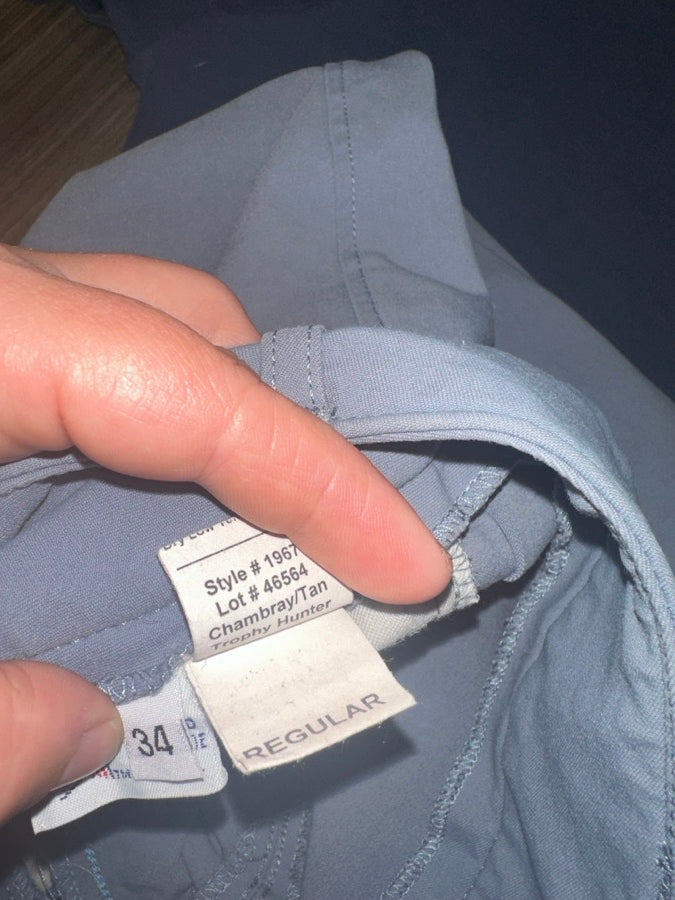 Style # 1967
Lot # 46564
Chambray/Tan
Trophy Hunter
REGULAR
34